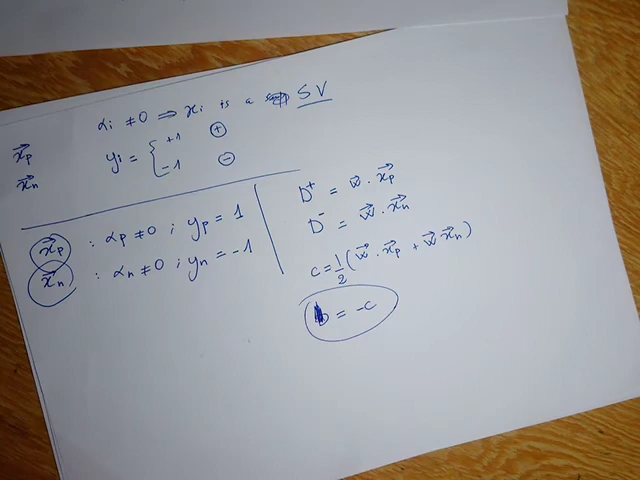 αi ≠ 0 ⇒ xi is a SV
x⃗p
yi = { +1 ⊕
-1 ⊖
x⃗n
x⃗p : αp ≠ 0 ; yp = 1
x⃗n : αn ≠ 0 ; yn = -1
D⁺ = w⃗ . x⃗p
D⁻ = w⃗ . x⃗n
c = 1/2 (w⃗ . x⃗p + w⃗ x⃗n)
b = -c